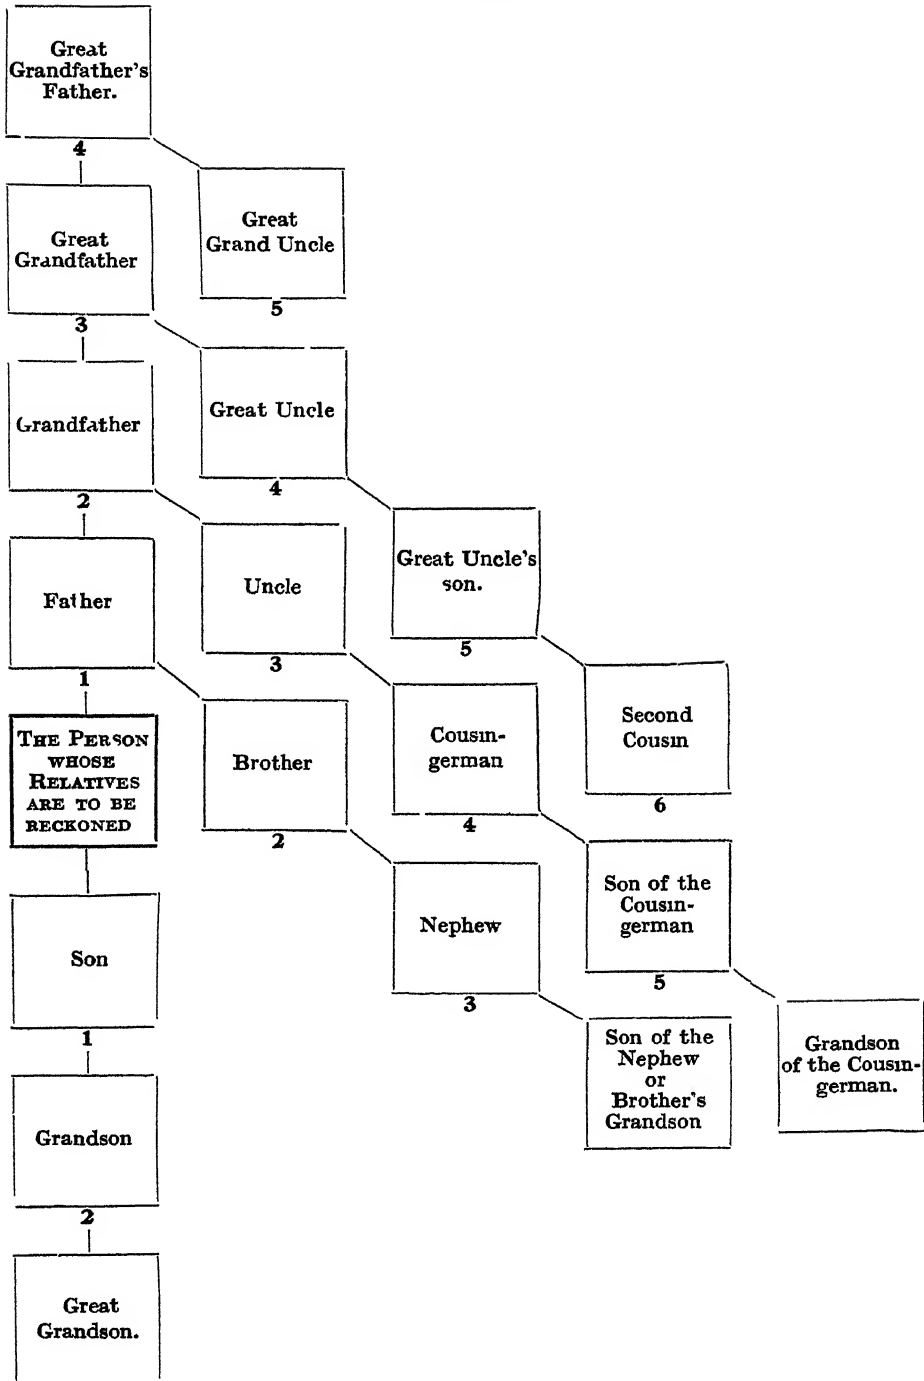 Great
Grandfather's
Father.
4
Great
Grand Uncle
5
Great
Grandfather
3
Great Uncle
4
Grandfather
2
Great Uncle's
son.
5
Uncle
3
Father
1
Second
Cousin
6
Cousin-
german
4
Brother
2
THE PERSON
WHOSE
RELATIVES
ARE TO BE
RECKONED
Son of the
Cousin-
german
5
Nephew
3
Son
1
Grandson
of the Cousin-
german.
Son of the
Nephew
or
Brother's
Grandson
Grandson
2
Great
Grandson.